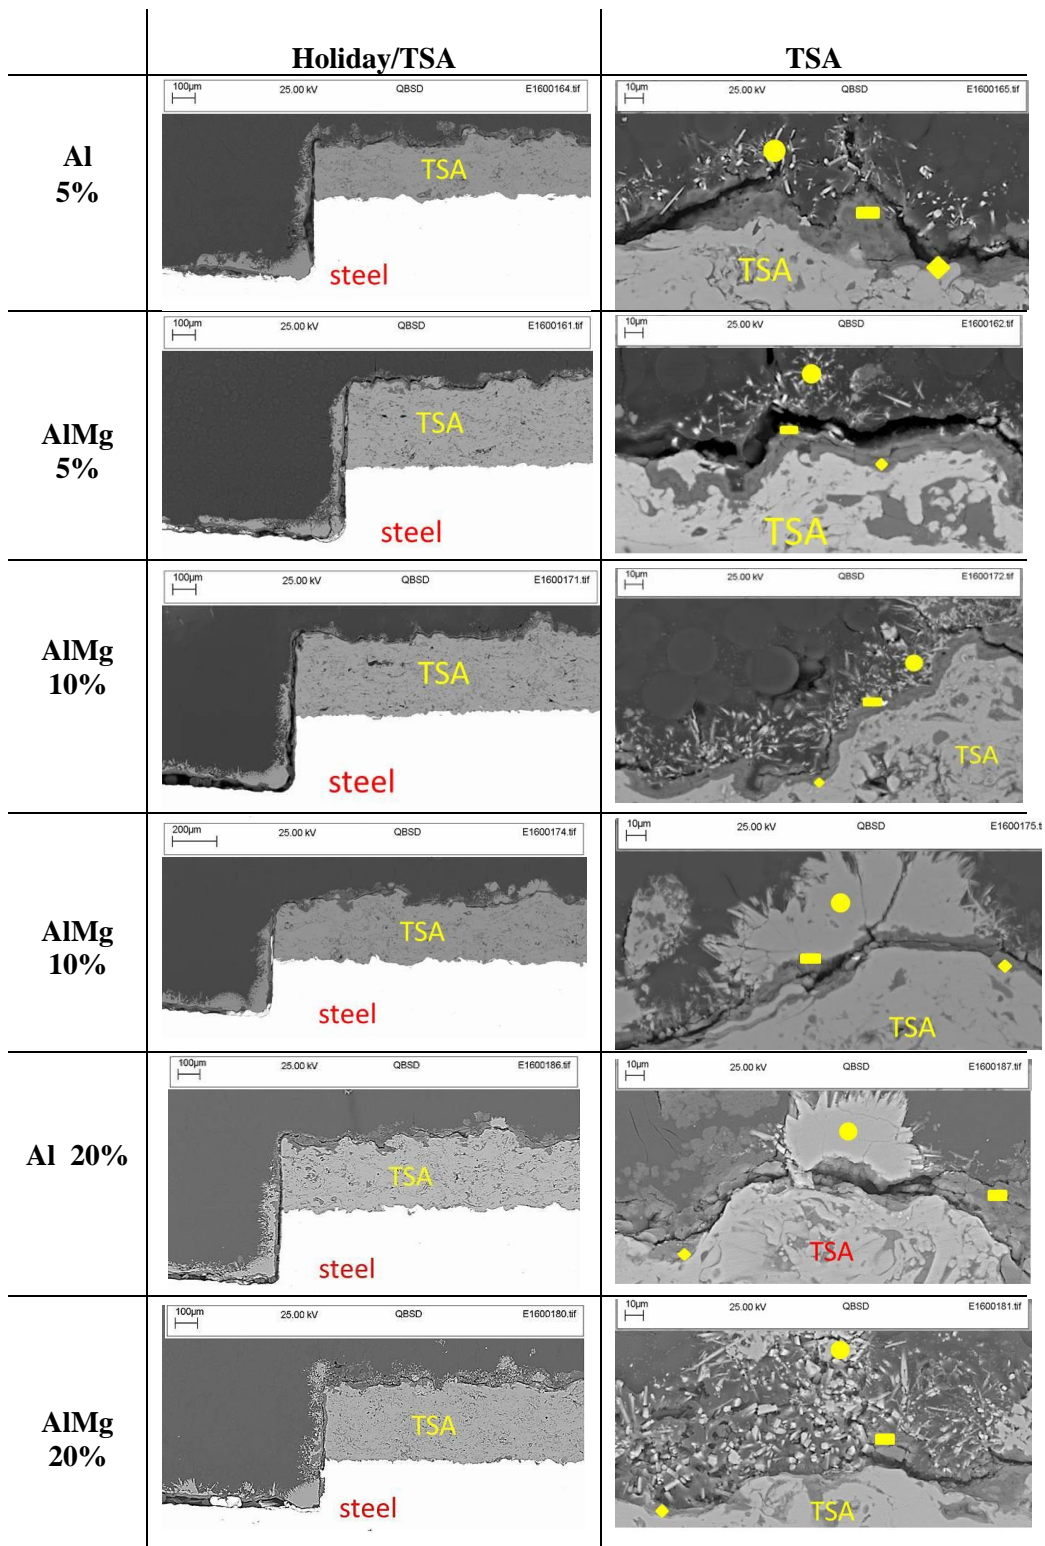 Holiday/TSA TSA
100µm 25.00 kV QBSD E1600164.tif
10µm 25.00 kV QBSD E1600165.tif
Al
5%
TSA
steel
TSA
100µm 25.00 kV QBSD E1600161.tif
10µm 25.00 kV QBSD E1600162.tif
AlMg
5%
TSA
steel
TSA
100µm 25.00 kV QBSD E1600171.tif
10µm 25.00 kV QBSD E1600172.tif
AlMg
10%
TSA
steel
TSA
200µm 25.00 kV QBSD E1600174.tif
10µm 25.00 kV QBSD E1600175.t
AlMg
10%
TSA
steel
TSA
100µm 25.00 kV QBSD E1600186.tif
10µm 25.00 kV QBSD E1600187.tif
Al 20%
TSA
steel
TSA
100µm 25.00 kV QBSD E1600180.tif
10µm 25.00 kV QBSD E1600181.tif
AlMg
20%
TSA
steel
TSA